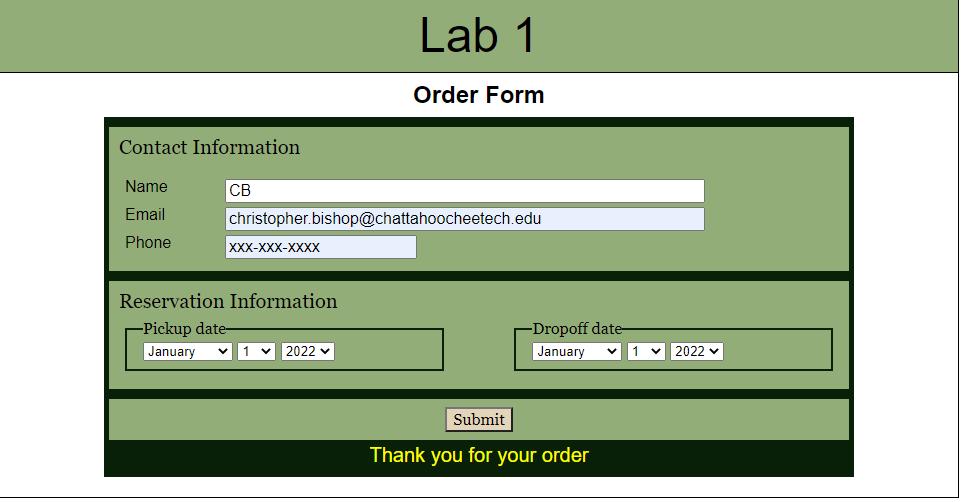 Lab 1
Order Form
Contact Information
Name CB
Email christopher.bishop@chattahoocheetech.edu
Phone xxx-xxx-xxxx
Reservation Information
Pickup date Dropoff date
January 1 2022 January 1 2022
Submit
Thank you for your order